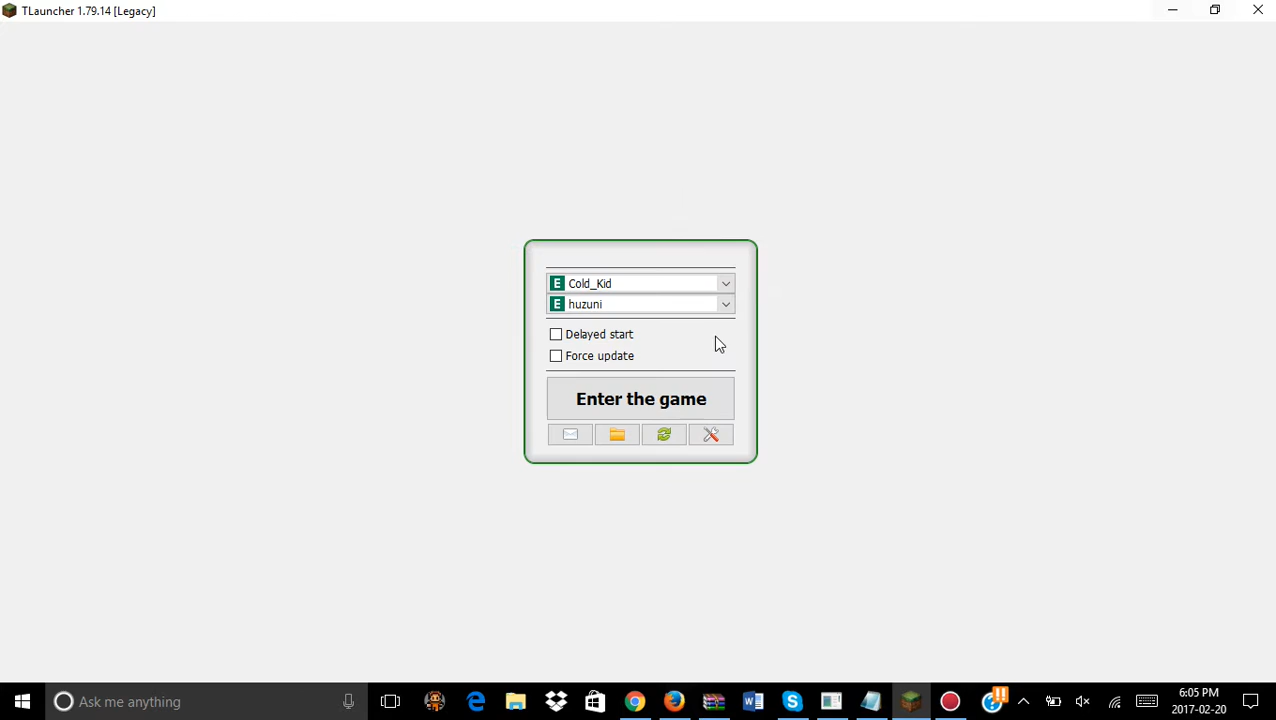 TLauncher 1.79.14 [Legacy]
E Cold_Kid
E huzuni
Delayed start
Force update
Enter the game
Ask me anything
6:05 PM
2017-02-20